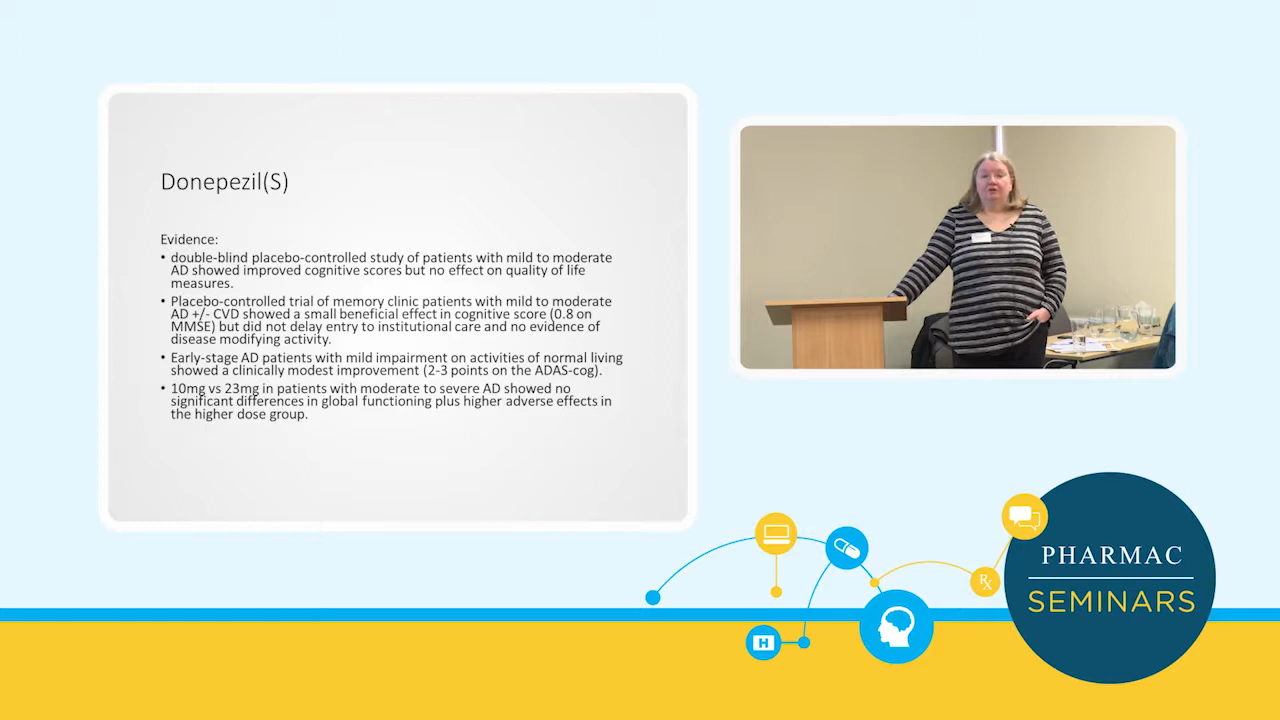 Donepezil(S)
Evidence:
• double-blind placebo-controlled study of patients with mild to moderate
AD showed improved cognitive scores but no effect on quality of life
measures.
• Placebo-controlled trial of memory clinic patients with mild to moderate
AD +/- CVD showed a small beneficial effect in cognitive score (0.8 on
MMSE) but did not delay entry to institutional care and no evidence of
disease modifying activity.
• Early-stage AD patients with mild impairment on activities of normal living
showed a clinically modest improvement (2-3 points on the ADAS-cog).
• 10mg vs 23mg in patients with moderate to severe AD showed no
significant differences in global functioning plus higher adverse effects in
the higher dose group.
PHARMAC
SEMINARS
Rx
H